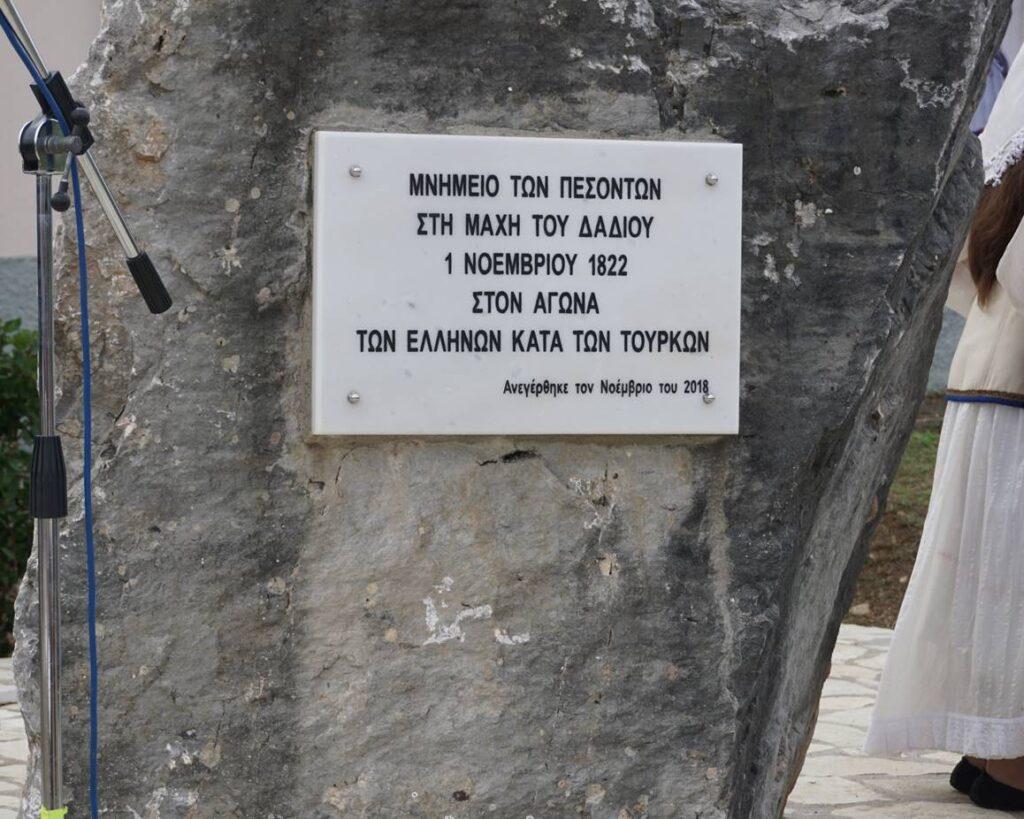 ΜΝΗΜΕΙΟ ΤΩΝ ΠΕΣΟΝΤΩΝ
ΣΤΗ ΜΑΧΗ ΤΟΥ ΔΑΔΙΟΥ
1 ΝΟΕΜΒΡΙΟΥ 1822
ΣΤΟΝ ΑΓΩΝΑ
ΤΩΝ ΕΛΛΗΝΩΝ ΚΑΤΑ ΤΩΝ ΤΟΥΡΚΩΝ
Ανεγέρθηκε τον Νοέμβριο του 2018